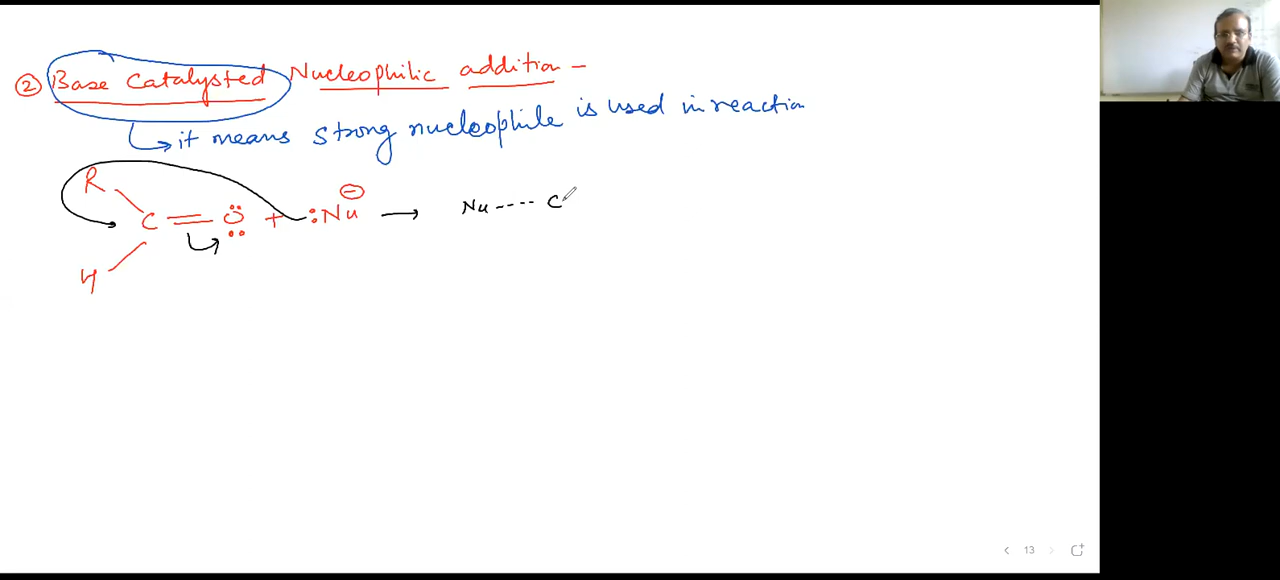 ② Base Catalysted Nucleophilic addition -
↳ it means strong nucleophile is used in reaction
R
C = O + :Nu⊖ → Nu ---- C
H
< 13 >